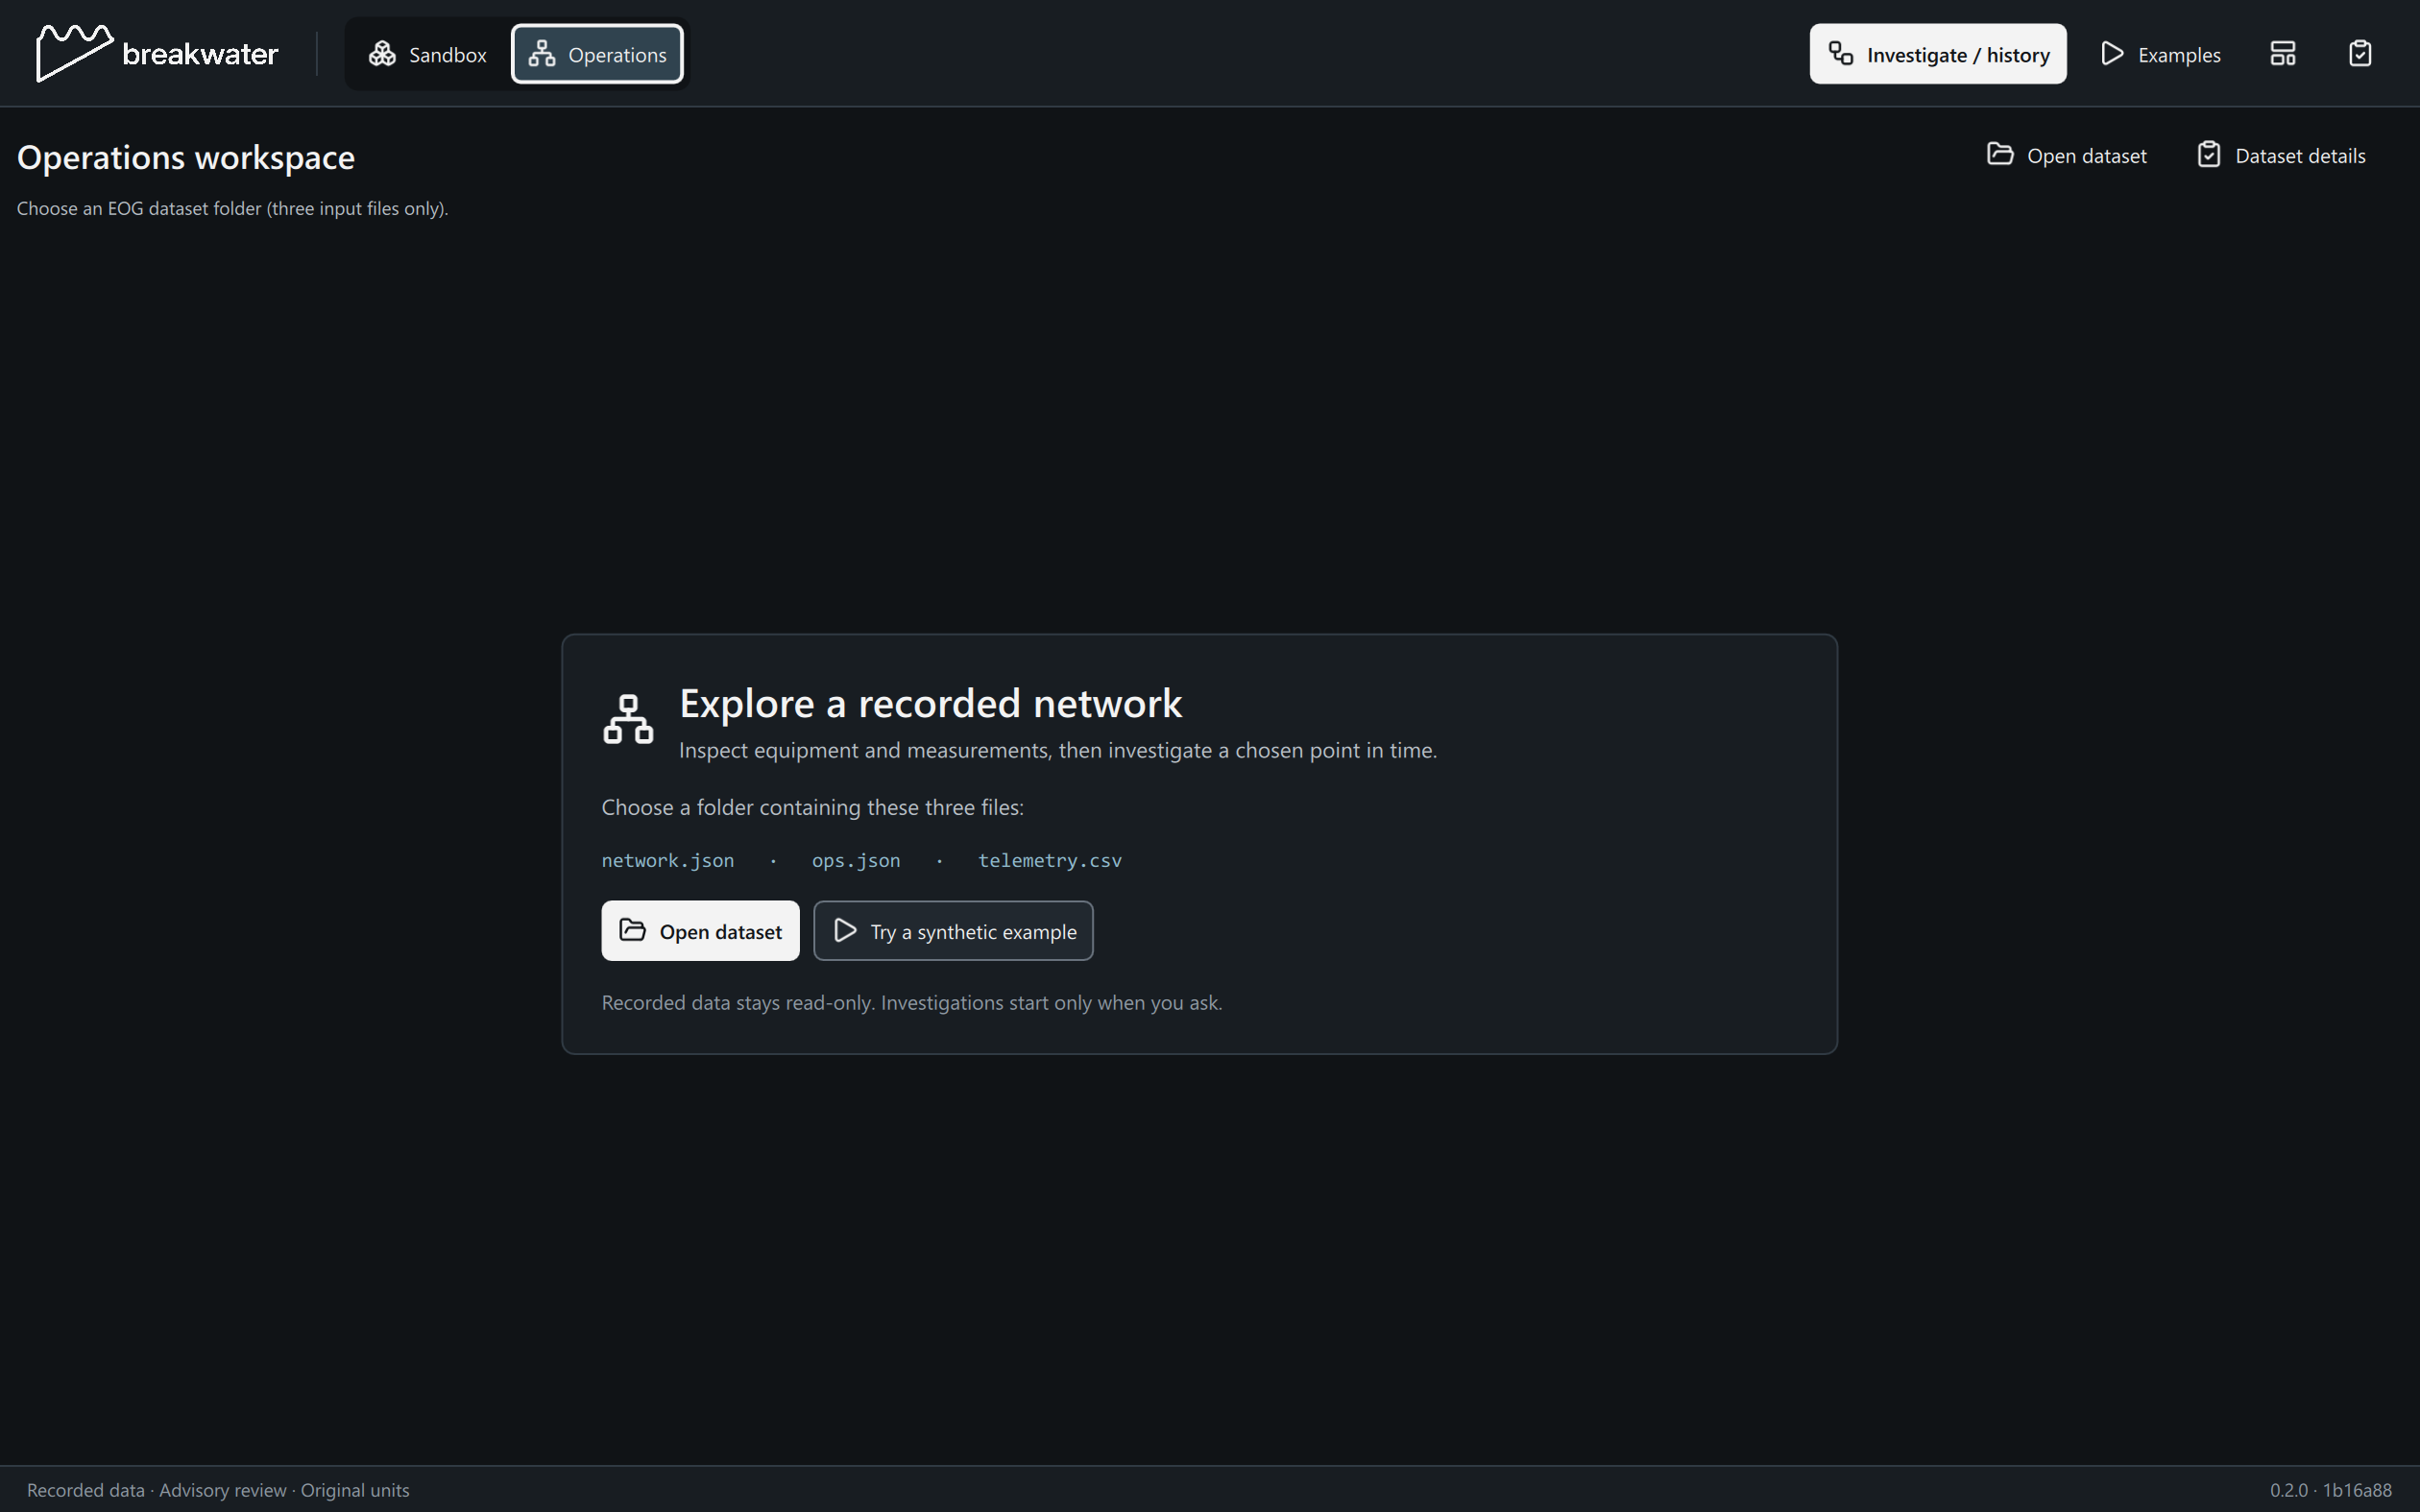 breakwater
Sandbox
Operations
Investigate / history
Examples
Operations workspace
Open dataset
Dataset details
Choose an EOG dataset folder (three input files only).
Explore a recorded network
Inspect equipment and measurements, then investigate a chosen point in time.
Choose a folder containing these three files:
network.json · ops.json · telemetry.csv
Open dataset
Try a synthetic example
Recorded data stays read-only. Investigations start only when you ask.
Recorded data · Advisory review · Original units
0.2.0 · 1b16a88